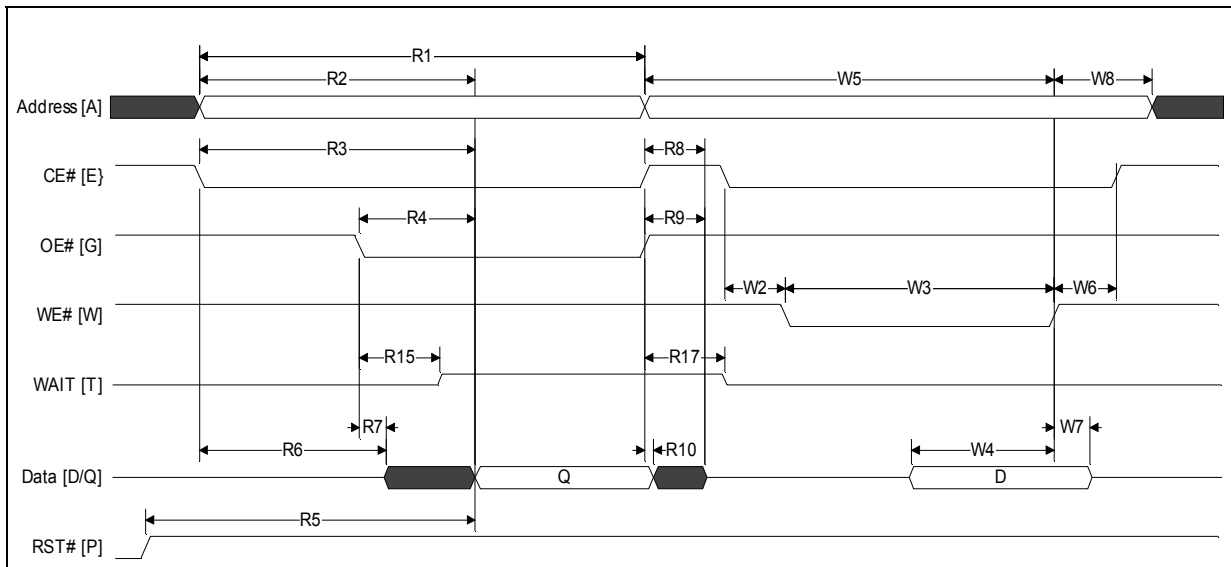 R1
R2
W5
W8
Address [A]
R3
R8
CE# [E}
R4
R9
OE# [G]
W2
W3
W6
WE# [W]
R15
R17
WAIT [T]
R7
W7
R6
R10
W4
Data [D/Q]
Q
D
R5
RST# [P]